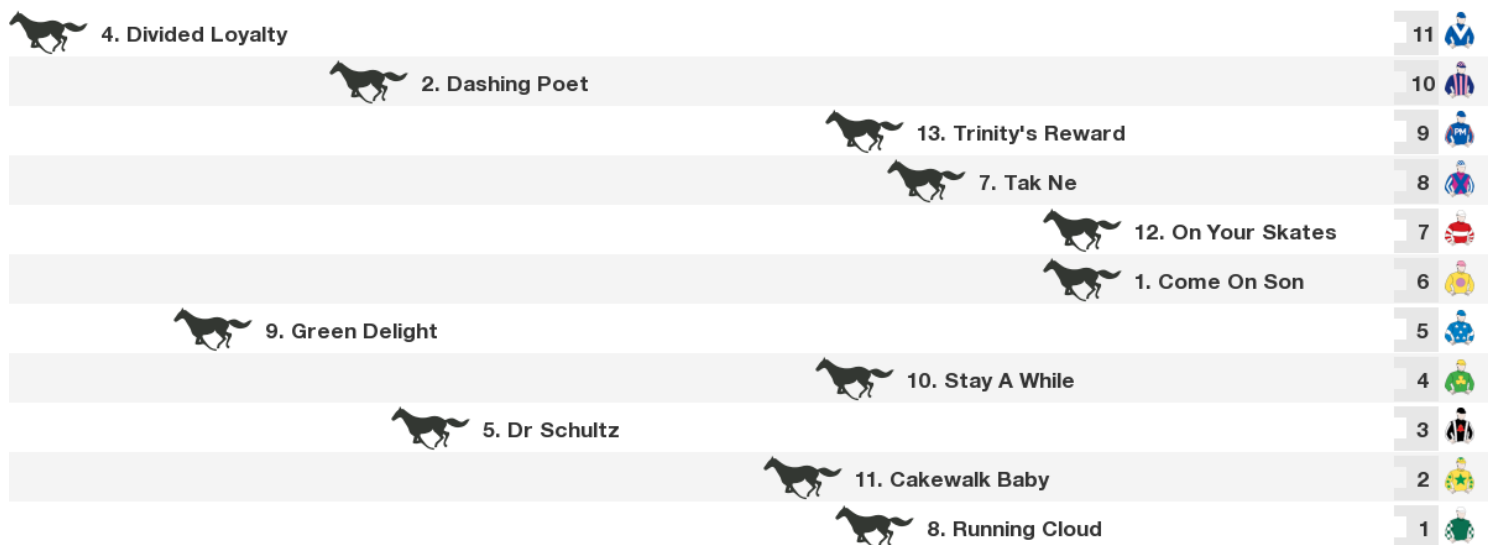 4. Divided Loyalty 11
2. Dashing Poet 10
13. Trinity's Reward 9 PM
7. Tak Ne 8
12. On Your Skates 7
1. Come On Son 6
9. Green Delight 5
10. Stay A While 4
5. Dr Schultz 3
11. Cakewalk Baby 2
8. Running Cloud 1